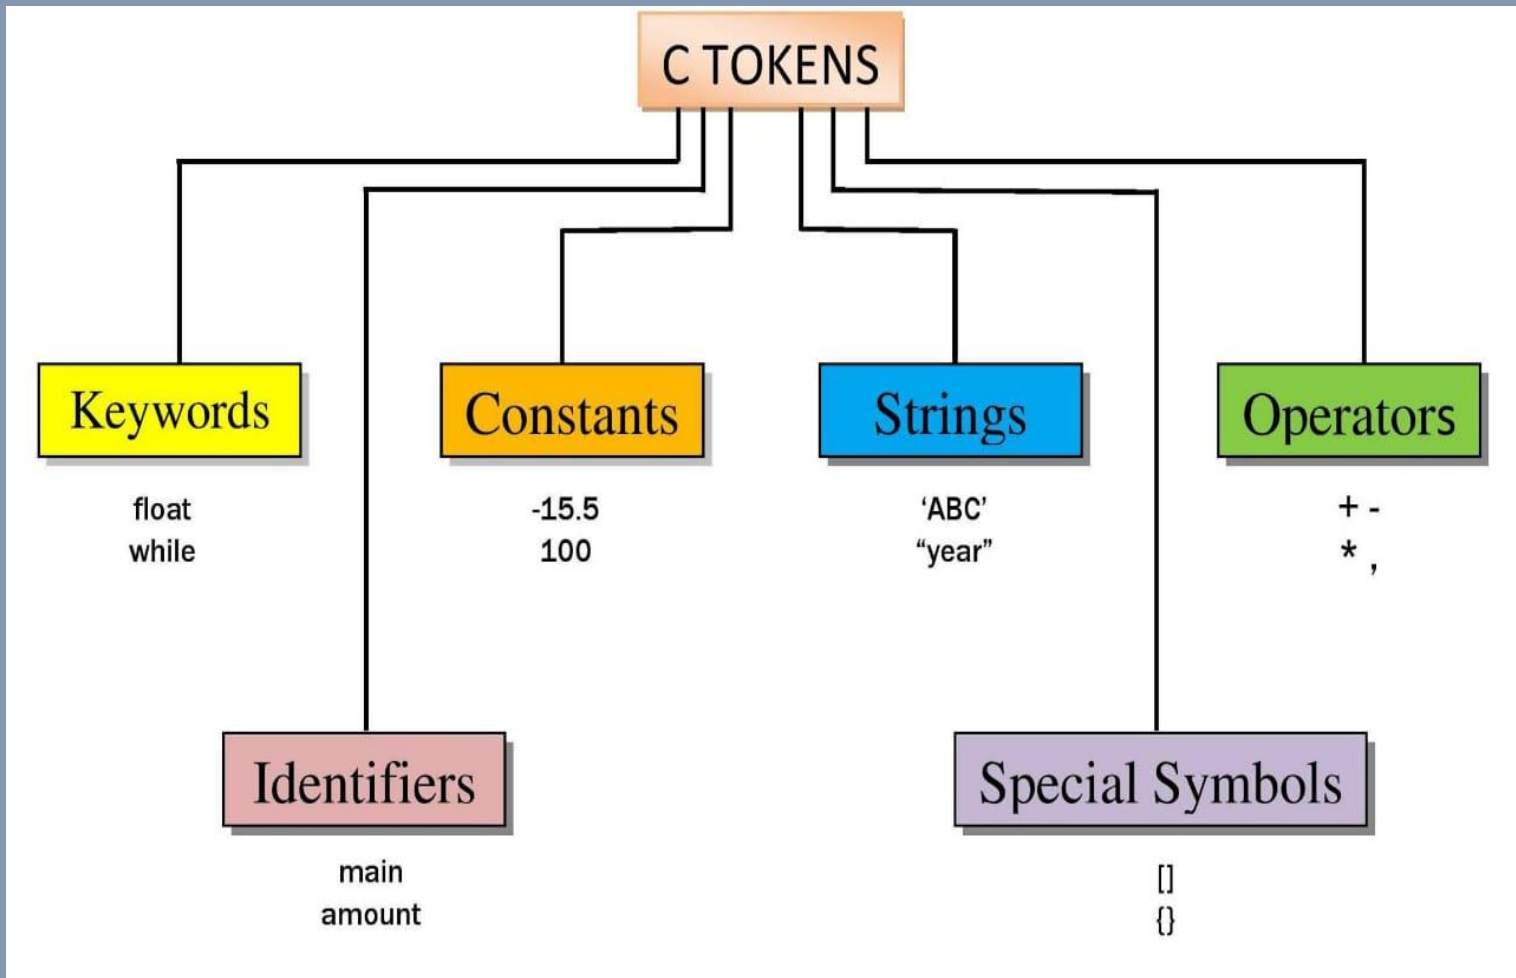 C TOKENS
Keywords
float
while
Constants
-15.5
100
Strings
‘ABC’
“year”
Operators
+ -
* ,
Identifiers
main
amount
Special Symbols
[]
{}